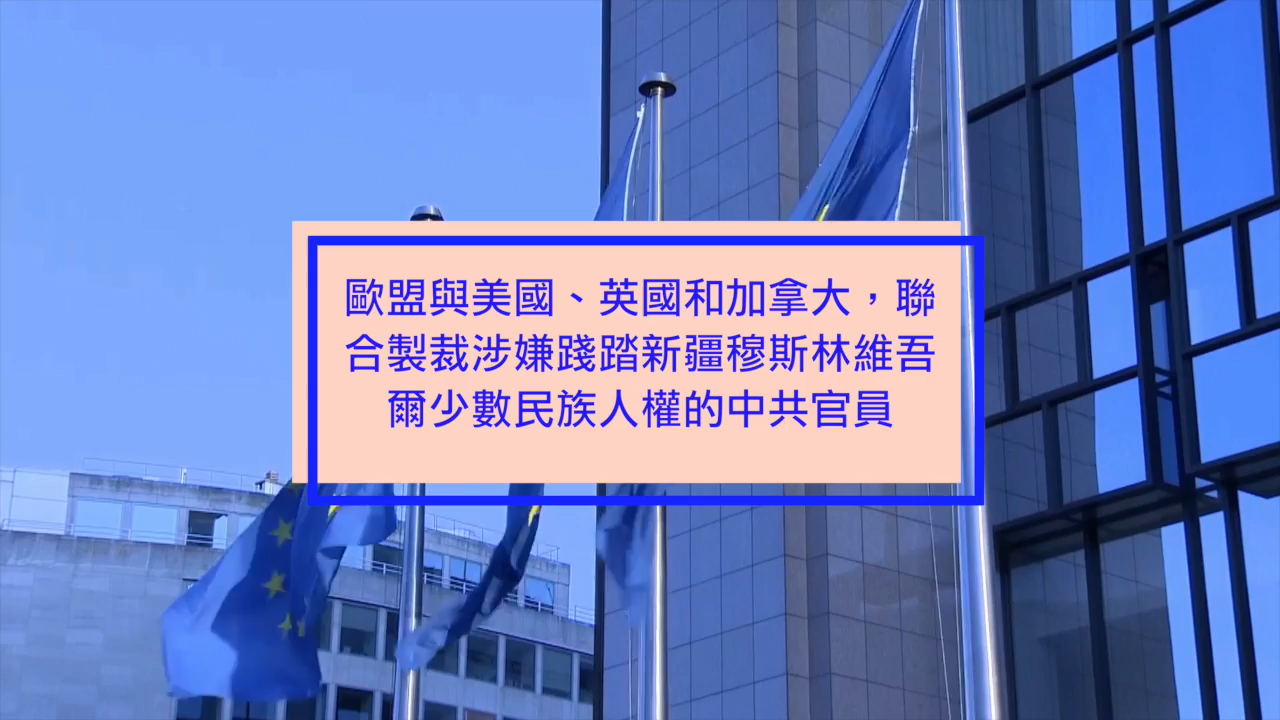 歐盟與美國、英國和加拿大，聯
合製裁涉嫌踐踏新疆穆斯林維吾
爾少數民族人權的中共官員